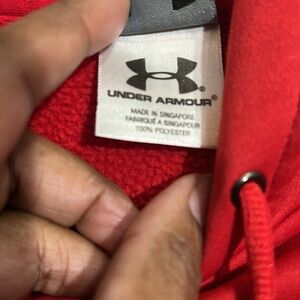 UNDER ARMOUR®
MADE IN SINGAPORE
FABRIQUÉ A SINGAPOUR
100% POLYESTER